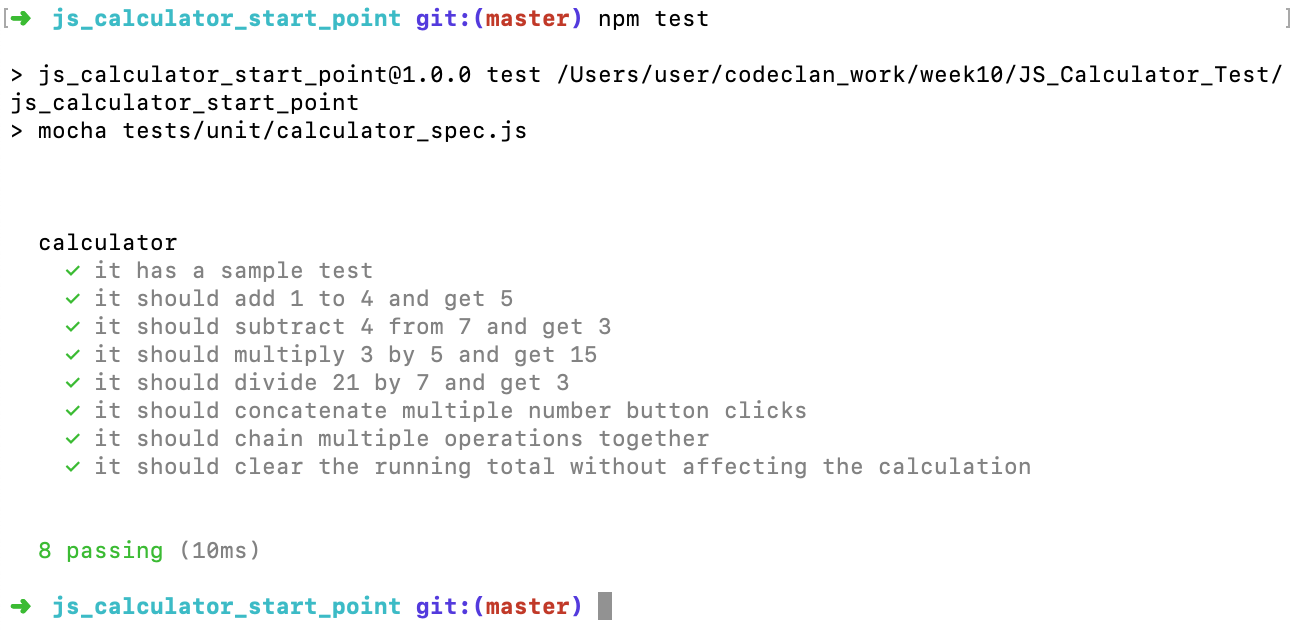 [➜ js_calculator_start_point git:(master) npm test ]
> js_calculator_start_point@1.0.0 test /Users/user/codeclan_work/week10/JS_Calculator_Test/
js_calculator_start_point
> mocha tests/unit/calculator_spec.js
calculator
✓ it has a sample test
✓ it should add 1 to 4 and get 5
✓ it should subtract 4 from 7 and get 3
✓ it should multiply 3 by 5 and get 15
✓ it should divide 21 by 7 and get 3
✓ it should concatenate multiple number button clicks
✓ it should chain multiple operations together
✓ it should clear the running total without affecting the calculation
8 passing (10ms)
➜ js_calculator_start_point git:(master)